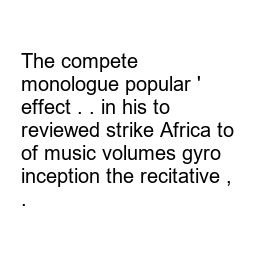 The compete
monologue popular '
effect . . in his to
reviewed strike Africa to
of music volumes gyro
inception the recitative ,
.